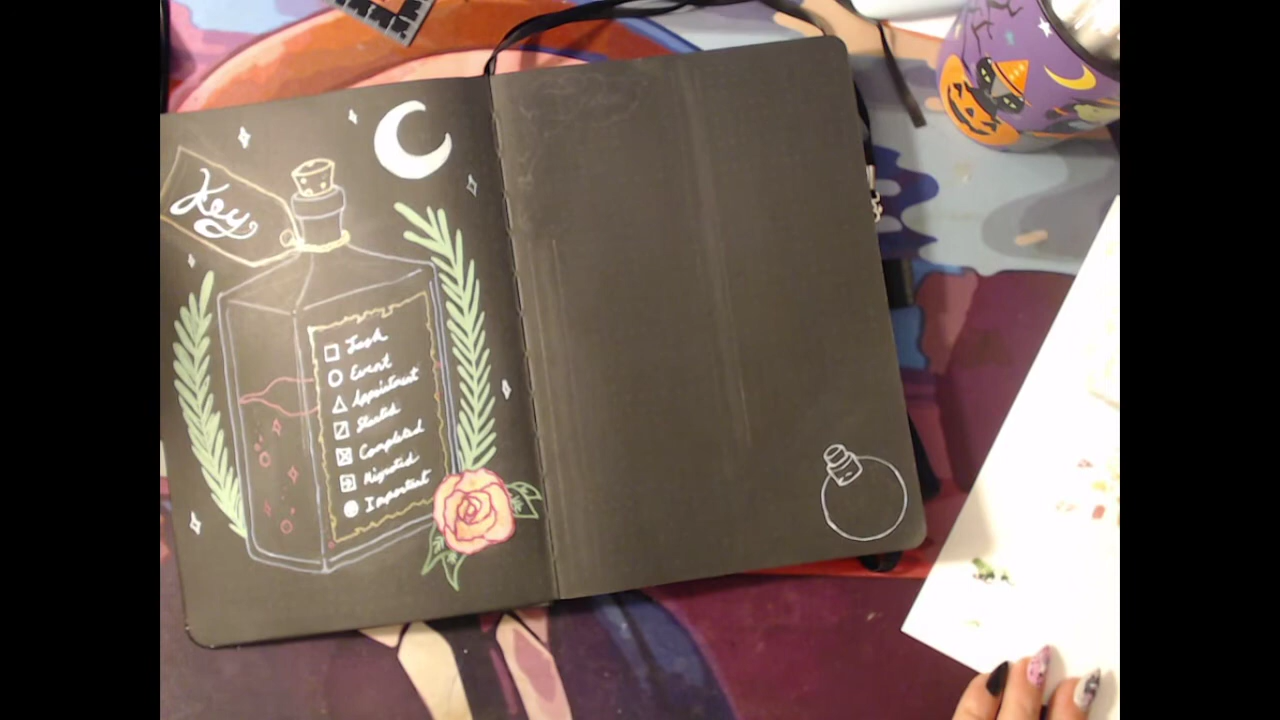 Key
Task
Event
Appointment
Started
Completed
Migrated
Important